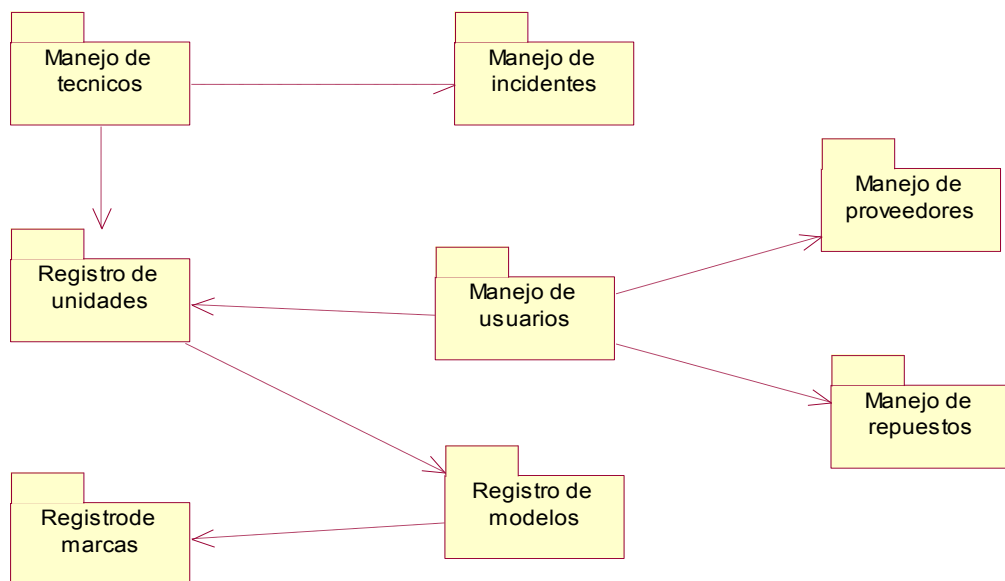 Manejo de
tecnicos
Manejo de
incidentes
Manejo de
proveedores
Registro de
unidades
Manejo de
usuarios
Manejo de
repuestos
Registrode
marcas
Registro de
modelos